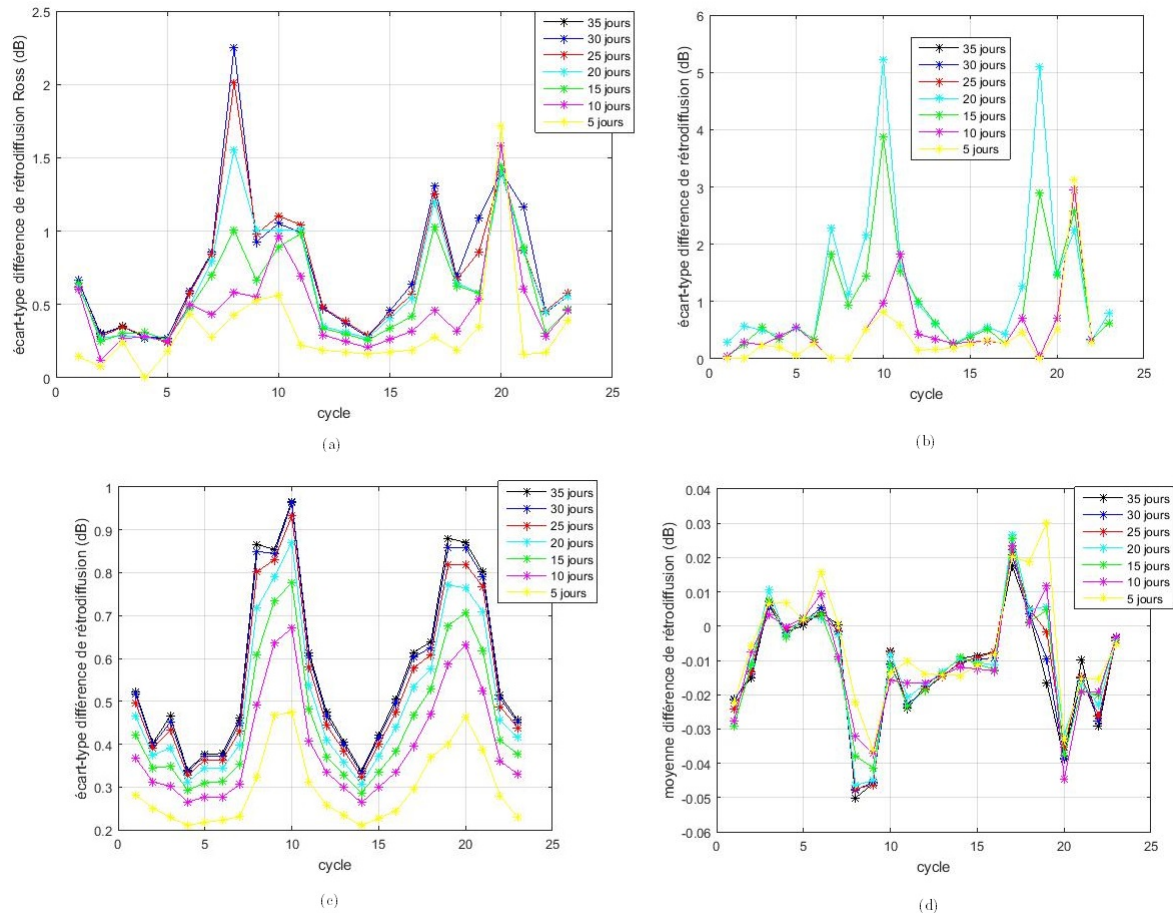 écart-type différence de rétrodiffusion Ross (dB)
2.5
2
1.5
1
0.5
0
0
5
10
15
20
25
cycle
35 jours
30 jours
25 jours
20 jours
15 jours
10 jours
5 jours
(a)
écart-type différence de rétrodiffusion (dB)
6
5
4
3
2
1
0
0
5
10
15
20
25
cycle
35 jours
30 jours
25 jours
20 jours
15 jours
10 jours
5 jours
(b)
écart-type différence de rétrodiffusion (dB)
1
0.9
0.8
0.7
0.6
0.5
0.4
0.3
0.2
0
5
10
15
20
25
cycle
35 jours
30 jours
25 jours
20 jours
15 jours
10 jours
5 jours
(c)
moyenne différence de rétrodiffusion (dB)
0.04
0.03
0.02
0.01
0
-0.01
-0.02
-0.03
-0.04
-0.05
-0.06
0
5
10
15
20
25
cycle
35 jours
30 jours
25 jours
20 jours
15 jours
10 jours
5 jours
(d)